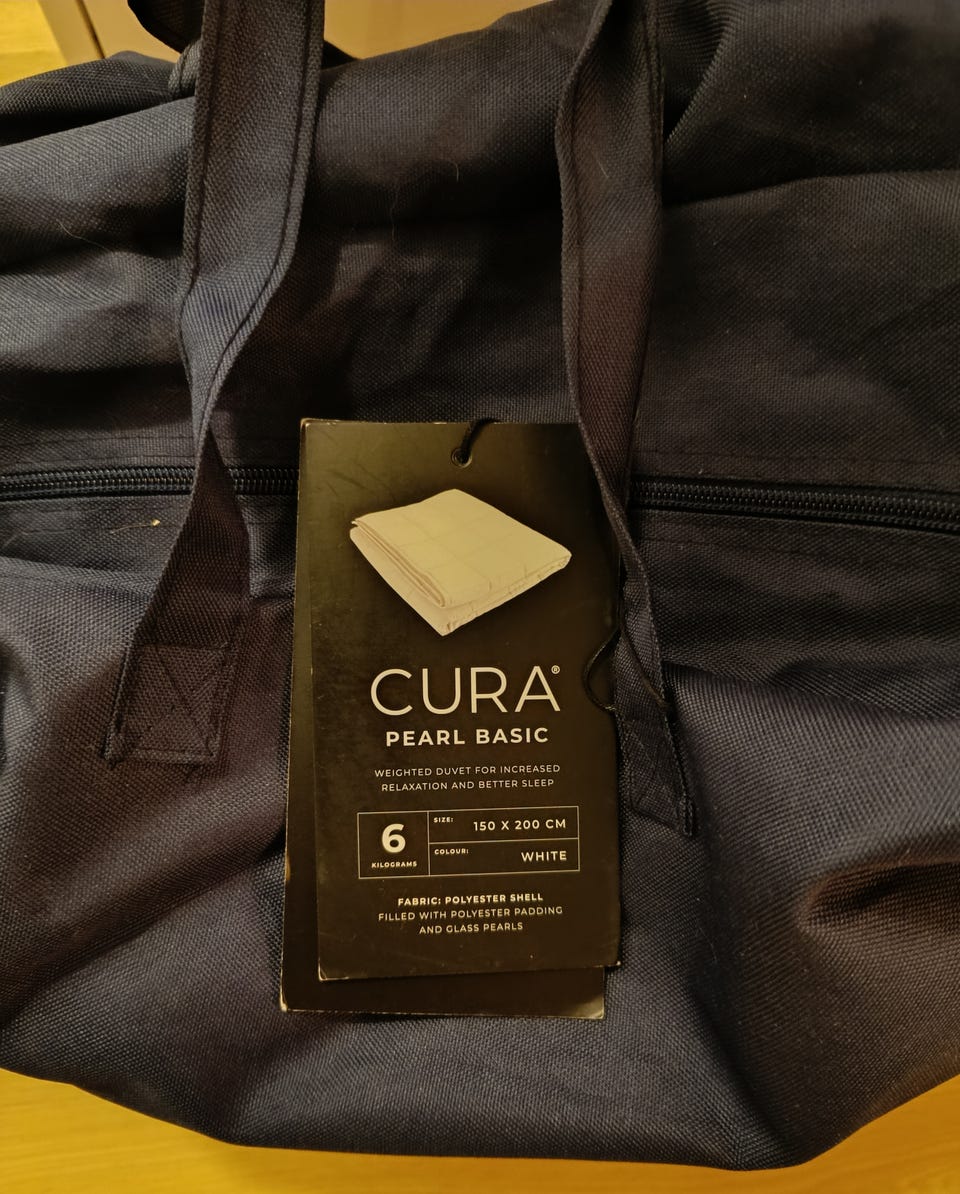 CURA®
PEARL BASIC
WEIGHTED DUVET FOR INCREASED
RELAXATION AND BETTER SLEEP
6
KILOGRAMS
SIZE:
150 X 200 CM
COLOUR:
WHITE
FABRIC: POLYESTER SHELL
FILLED WITH POLYESTER PADDING
AND GLASS PEARLS